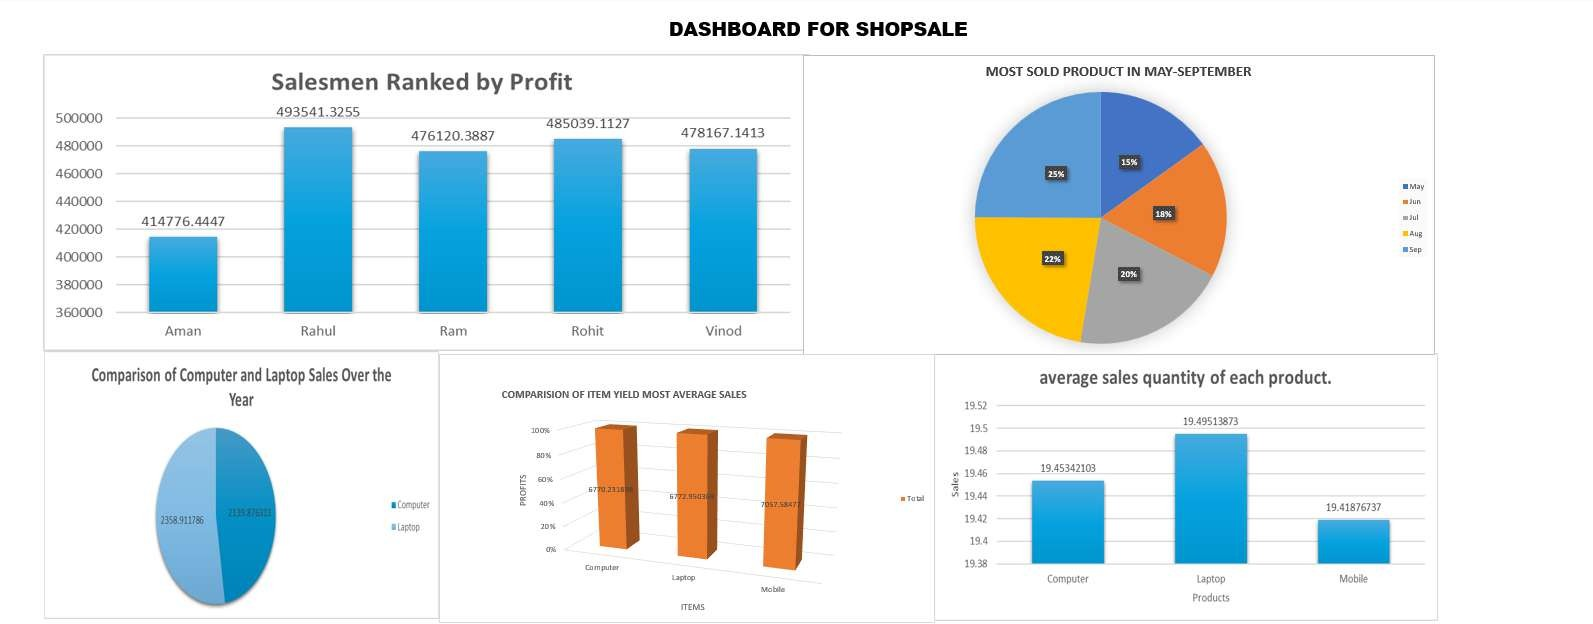 DASHBOARD FOR SHOPSALE
Salesmen Ranked by Profit
500000
480000
460000
440000
420000
400000
380000
360000
414776.4447
493541.3255
476120.3887
485039.1127
478167.1413
Aman
Rahul
Ram
Rohit
Vinod
MOST SOLD PRODUCT IN MAY-SEPTEMBER
15%
18%
20%
22%
25%
May
Jun
Jul
Aug
Sep
Comparison of Computer and Laptop Sales Over the
Year
2358.911786
Computer
Laptop
COMPARISION OF ITEM YIELD MOST AVERAGE SALES
PROFITS
100%
80%
60%
40%
20%
0%
Computer
Laptop
Mobile
ITEMS
Total
average sales quantity of each product.
Sales
19.52
19.5
19.48
19.46
19.44
19.42
19.4
19.38
19.45342103
19.49513873
19.41876737
Computer
Laptop
Mobile
Products